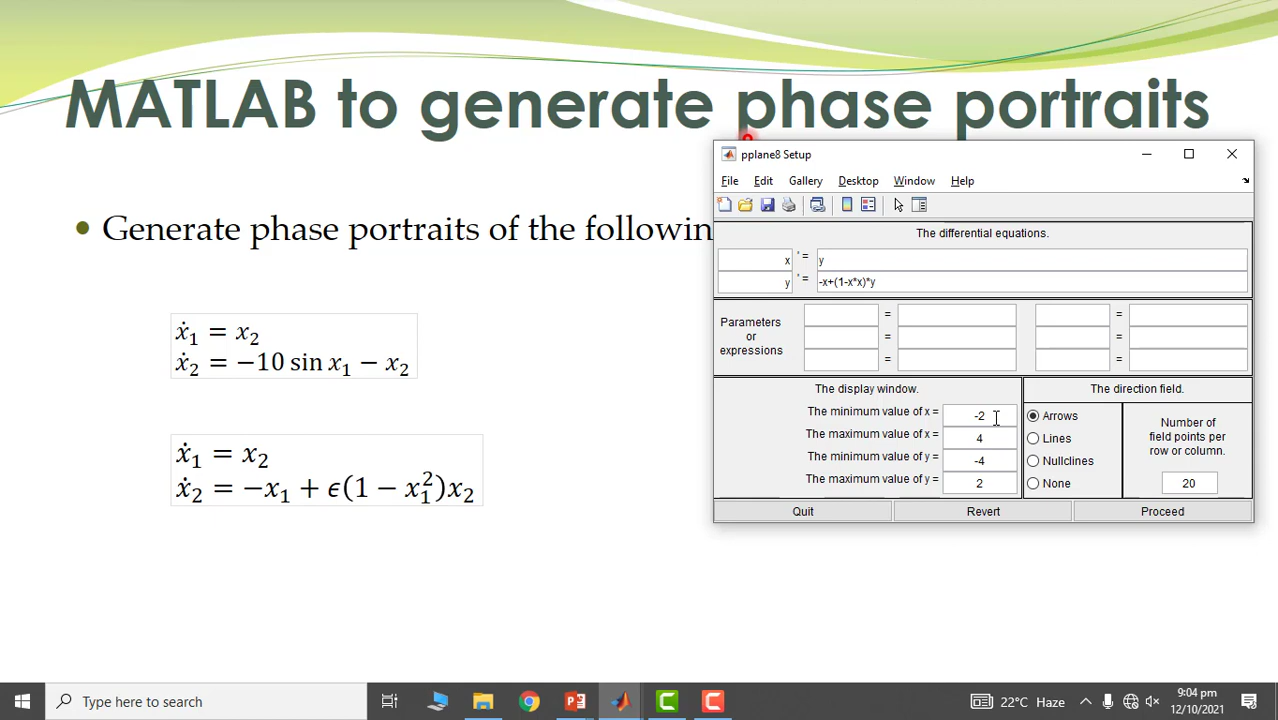 MATLAB to generate phase portraits
Generate phase portraits of the followin
ẋ₁ = x₂
ẋ₂ = −10 sin x₁ − x₂
ẋ₁ = x₂
ẋ₂ = −x₁ + ϵ(1 − x₁²)x₂
pplane8 Setup
File Edit Gallery Desktop Window Help
The differential equations.
x ' = y
y ' = -x+(1-x*x)*y
Parameters
or
expressions
= =
= =
= =
The display window.
The minimum value of x = -2
The maximum value of x = 4
The minimum value of y = -4
The maximum value of y = 2
The direction field.
Arrows
Lines
Nullclines
None
Number of
field points per
row or column.
20
Quit Revert Proceed
Type here to search
22°C Haze
9:04 pm
12/10/2021